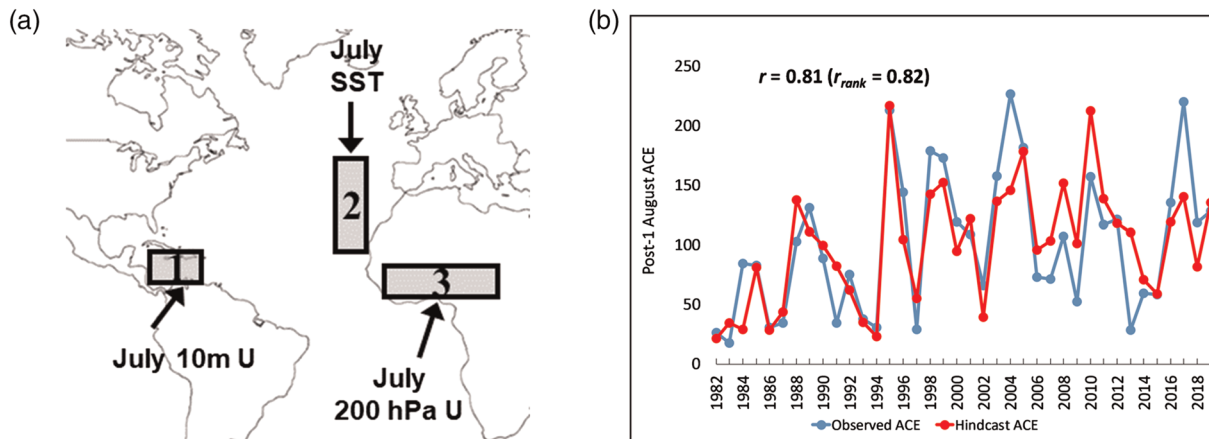 (a)
July
SST
2
1
3
July 10m U
July
200 hPa U
(b)
r = 0.81 (r_rank = 0.82)
Post-1 August ACE
250
200
150
100
50
0
1982
1984
1986
1988
1990
1992
1994
1996
1998
2000
2002
2004
2006
2008
2010
2012
2014
2016
2018
Observed ACE
Hindcast ACE